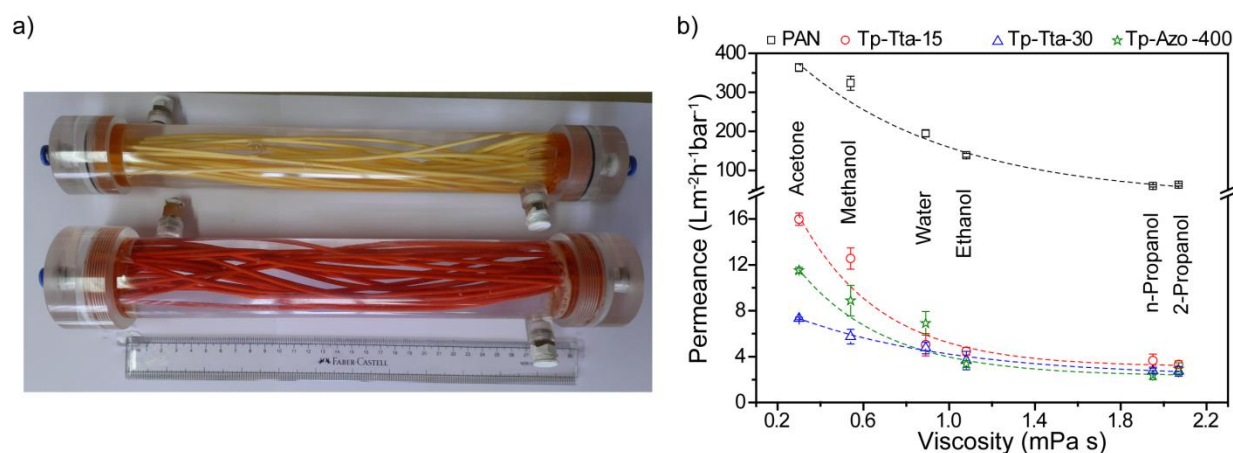 a)
FABER CASTELL
b)
PAN Tp-Tta-15 Tp-Tta-30 Tp-Azo -400
400
300
200
100
16
12
8
4
0
Permeance (Lm⁻²h⁻¹bar⁻¹)
Acetone
Methanol
Water
Ethanol
n-Propanol
2-Propanol
0.2 0.6 1.0 1.4 1.8 2.2
Viscosity (mPa s)